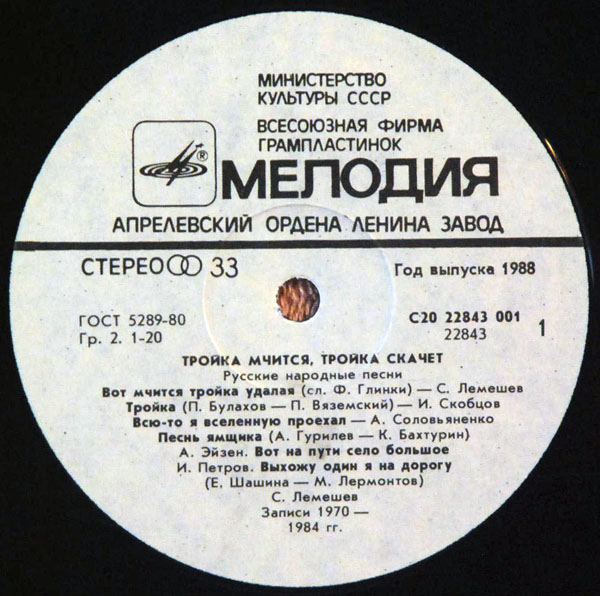 МИНИСТЕРСТВО
КУЛЬТУРЫ СССР
ВСЕСОЮЗНАЯ ФИРМА
ГРАМПЛАСТИНОК
®
МЕЛОДИЯ
АПРЕЛЕВСКИЙ ОРДЕНА ЛЕНИНА ЗАВОД
СТЕРЕО 33
Год выпуска 1988
ГОСТ 5289-80
Гр. 2. 1-20
С20 22843 001
22843
1
ТРОЙКА МЧИТСЯ, ТРОЙКА СКАЧЕТ
Русские народные песни
Вот мчится тройка удалая (сл. Ф. Глинки) — С. Лемешев
Тройка (П. Булахов — П. Вяземский) — И. Скобцов
Всю-то я вселенную проехал — А. Соловьяненко
Песнь ямщика (А. Гурилев — К. Бахтурин)
А. Эйзен. Вот на пути село большое
И. Петров. Выхожу один я на дорогу
(Е. Шашина — М. Лермонтов)
С. Лемешев
Записи 1970 —
1984 гг.